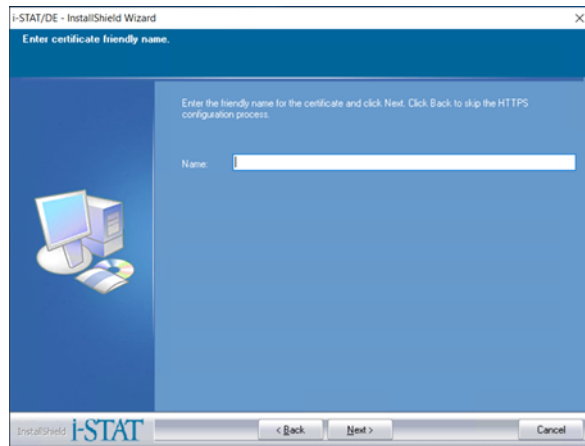 i-STAT/DE - InstallShield Wizard
Enter certificate friendly name.
Enter the friendly name for the certificate and click Next. Click Back to skip the HTTPS
configuration process.
Name:
InstallShield i-STAT
< Back Next > Cancel